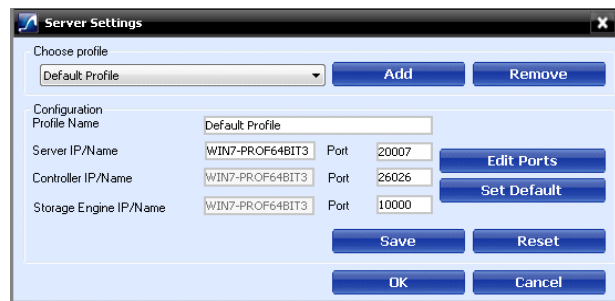 Server Settings
Choose profile
Default Profile Add Remove
Configuration
Profile Name Default Profile
Server IP/Name WIN7-PROF64BIT3 Port 20007
Edit Ports
Controller IP/Name WIN7-PROF64BIT3 Port 26026
Set Default
Storage Engine IP/Name WIN7-PROF64BIT3 Port 10000
Save Reset
OK Cancel